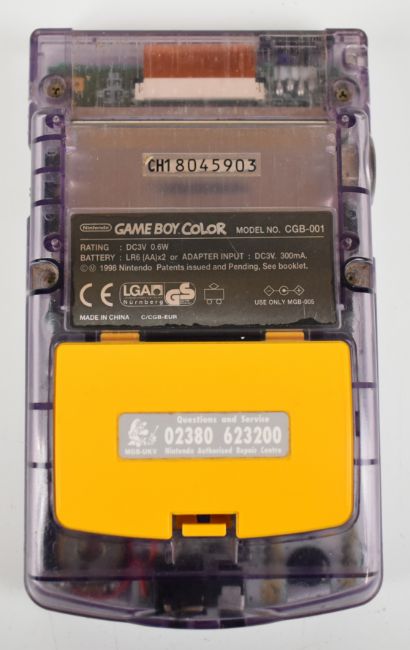 CH18045903
Nintendo GAME BOY COLOR MODEL NO. CGB-001
RATING : DC3V 0.6W
BATTERY : LR6 (AA)x2 or ADAPTER INPUT : DC3V. 300mA.
©Ⓜ 1998 Nintendo Patents issued and Pending, See booklet.
CE LGA Nürnberg GS
USE ONLY MGB-005
MADE IN CHINA C/CGB-EUR
Questions and Service
02380 623200
MGB-UKV Nintendo Authorised Repair Centre